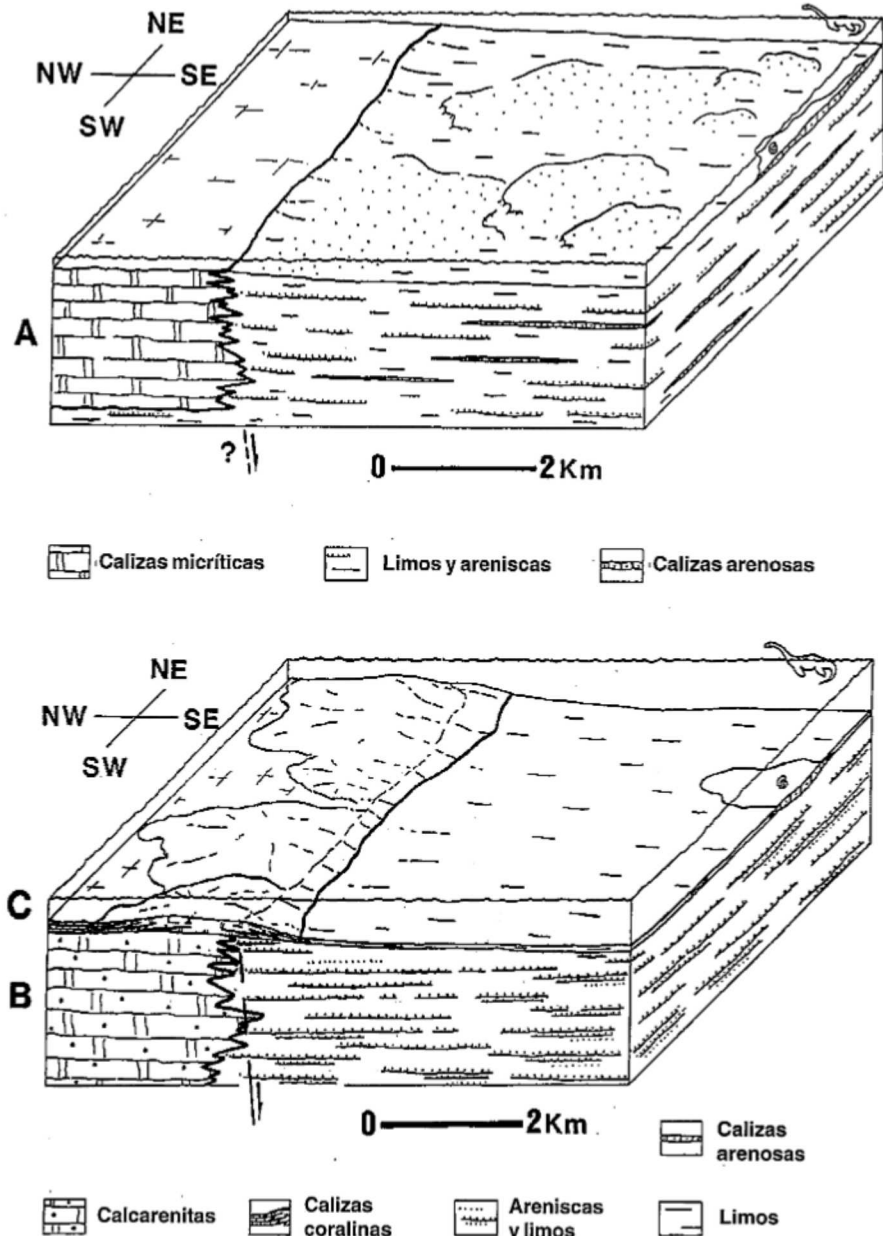 NE
NW SE
SW
A
?
0 2 Km
Calizas micríticas
Limos y areniscas
Calizas arenosas
NE
NW SE
SW
C
B
0 2Km
Calizas
arenosas
Calcarenitas
Calizas
coralinas
Areniscas
y limos
Limos